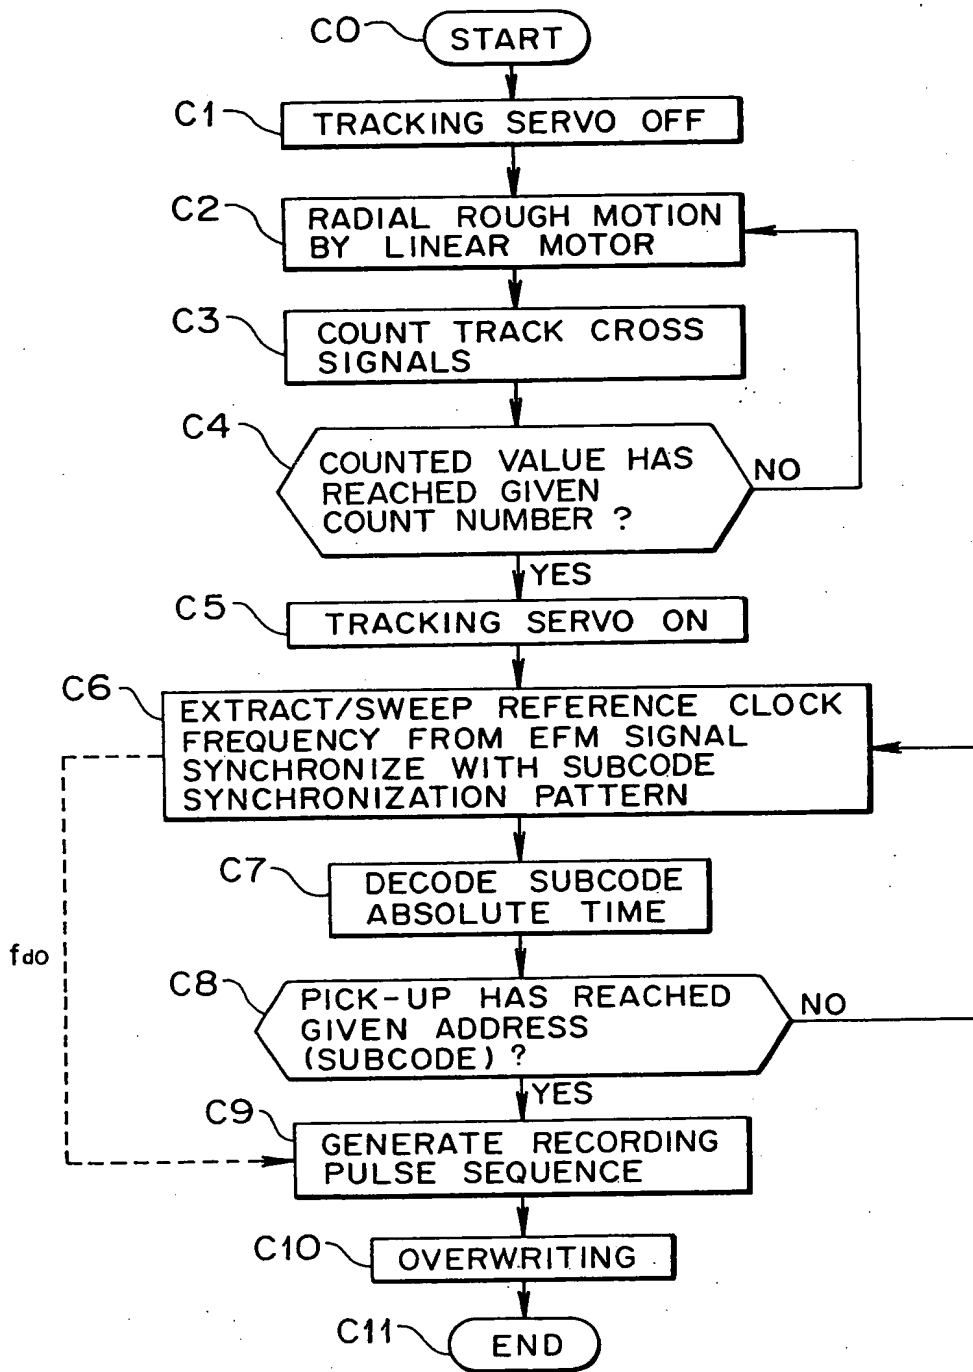 C0
START
C1
TRACKING SERVO OFF
C2
RADIAL ROUGH MOTION
BY LINEAR MOTOR
C3
COUNT TRACK CROSS
SIGNALS
C4
COUNTED VALUE HAS
REACHED GIVEN
COUNT NUMBER ?
NO
YES
C5
TRACKING SERVO ON
C6
EXTRACT/SWEEP REFERENCE CLOCK
FREQUENCY FROM EFM SIGNAL
SYNCHRONIZE WITH SUBCODE
SYNCHRONIZATION PATTERN
C7
DECODE SUBCODE
ABSOLUTE TIME
fd0
C8
PICK-UP HAS REACHED
GIVEN ADDRESS
(SUBCODE) ?
NO
YES
C9
GENERATE RECORDING
PULSE SEQUENCE
C10
OVERWRITING
C11
END